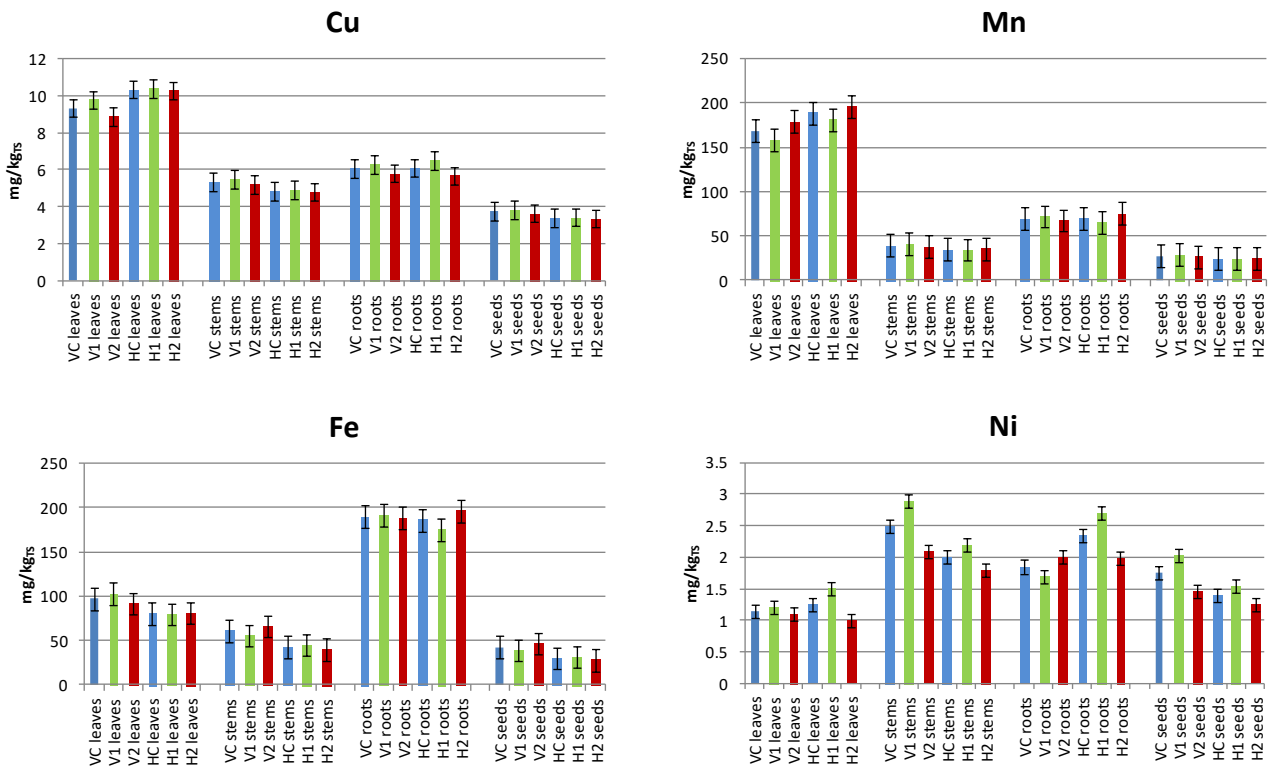 Cu
mg/kgTS
12
10
8
6
4
2
0
VC leaves
V1 leaves
V2 leaves
HC leaves
H1 leaves
H2 leaves
VC stems
V1 stems
V2 stems
HC stems
H1 stems
H2 stems
VC roots
V1 roots
V2 roots
HC roots
H1 roots
H2 roots
VC seeds
V1 seeds
V2 seeds
HC seeds
H1 seeds
H2 seeds
Mn
250
200
150
100
50
0
VC leaves
V1 leaves
V2 leaves
HC leaves
H1 leaves
H2 leaves
VC stems
V1 stems
V2 stems
HC stems
H1 stems
H2 stems
VC roots
V1 roots
V2 roots
HC roots
H1 roots
H2 roots
VC seeds
V1 seeds
V2 seeds
HC seeds
H1 seeds
H2 seeds
Fe
mg/kgTS
250
200
150
100
50
0
VC leaves
V1 leaves
V2 leaves
HC leaves
H1 leaves
H2 leaves
VC stems
V1 stems
V2 stems
HC stems
H1 stems
H2 stems
VC roots
V1 roots
V2 roots
HC roots
H1 roots
H2 roots
VC seeds
V1 seeds
V2 seeds
HC seeds
H1 seeds
H2 seeds
Ni
mg/kgTS
3.5
3
2.5
2
1.5
1
0.5
0
VC leaves
V1 leaves
V2 leaves
HC leaves
H1 leaves
H2 leaves
VC stems
V1 stems
V2 stems
HC stems
H1 stems
H2 stems
VC roots
V1 roots
V2 roots
HC roots
H1 roots
H2 roots
VC seeds
V1 seeds
V2 seeds
HC seeds
H1 seeds
H2 seeds